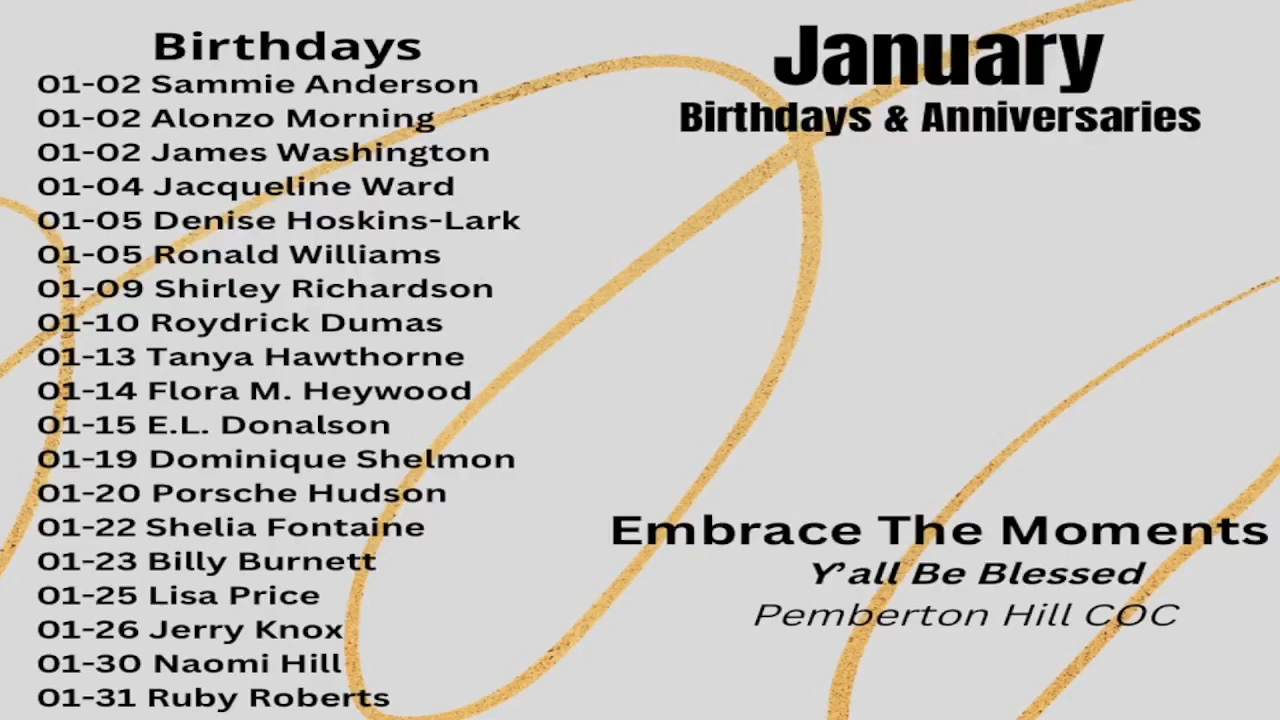 Birthdays
01-02 Sammie Anderson
01-02 Alonzo Morning
01-02 James Washington
01-04 Jacqueline Ward
01-05 Denise Hoskins-Lark
01-05 Ronald Williams
01-09 Shirley Richardson
01-10 Roydrick Dumas
01-13 Tanya Hawthorne
01-14 Flora M. Heywood
01-15 E.L. Donalson
01-19 Dominique Shelmon
01-20 Porsche Hudson
01-22 Shelia Fontaine
01-23 Billy Burnett
01-25 Lisa Price
01-26 Jerry Knox
01-30 Naomi Hill
01-31 Ruby Roberts
January
Birthdays & Anniversaries
Embrace The Moments
Y'all Be Blessed
Pemberton Hill COC